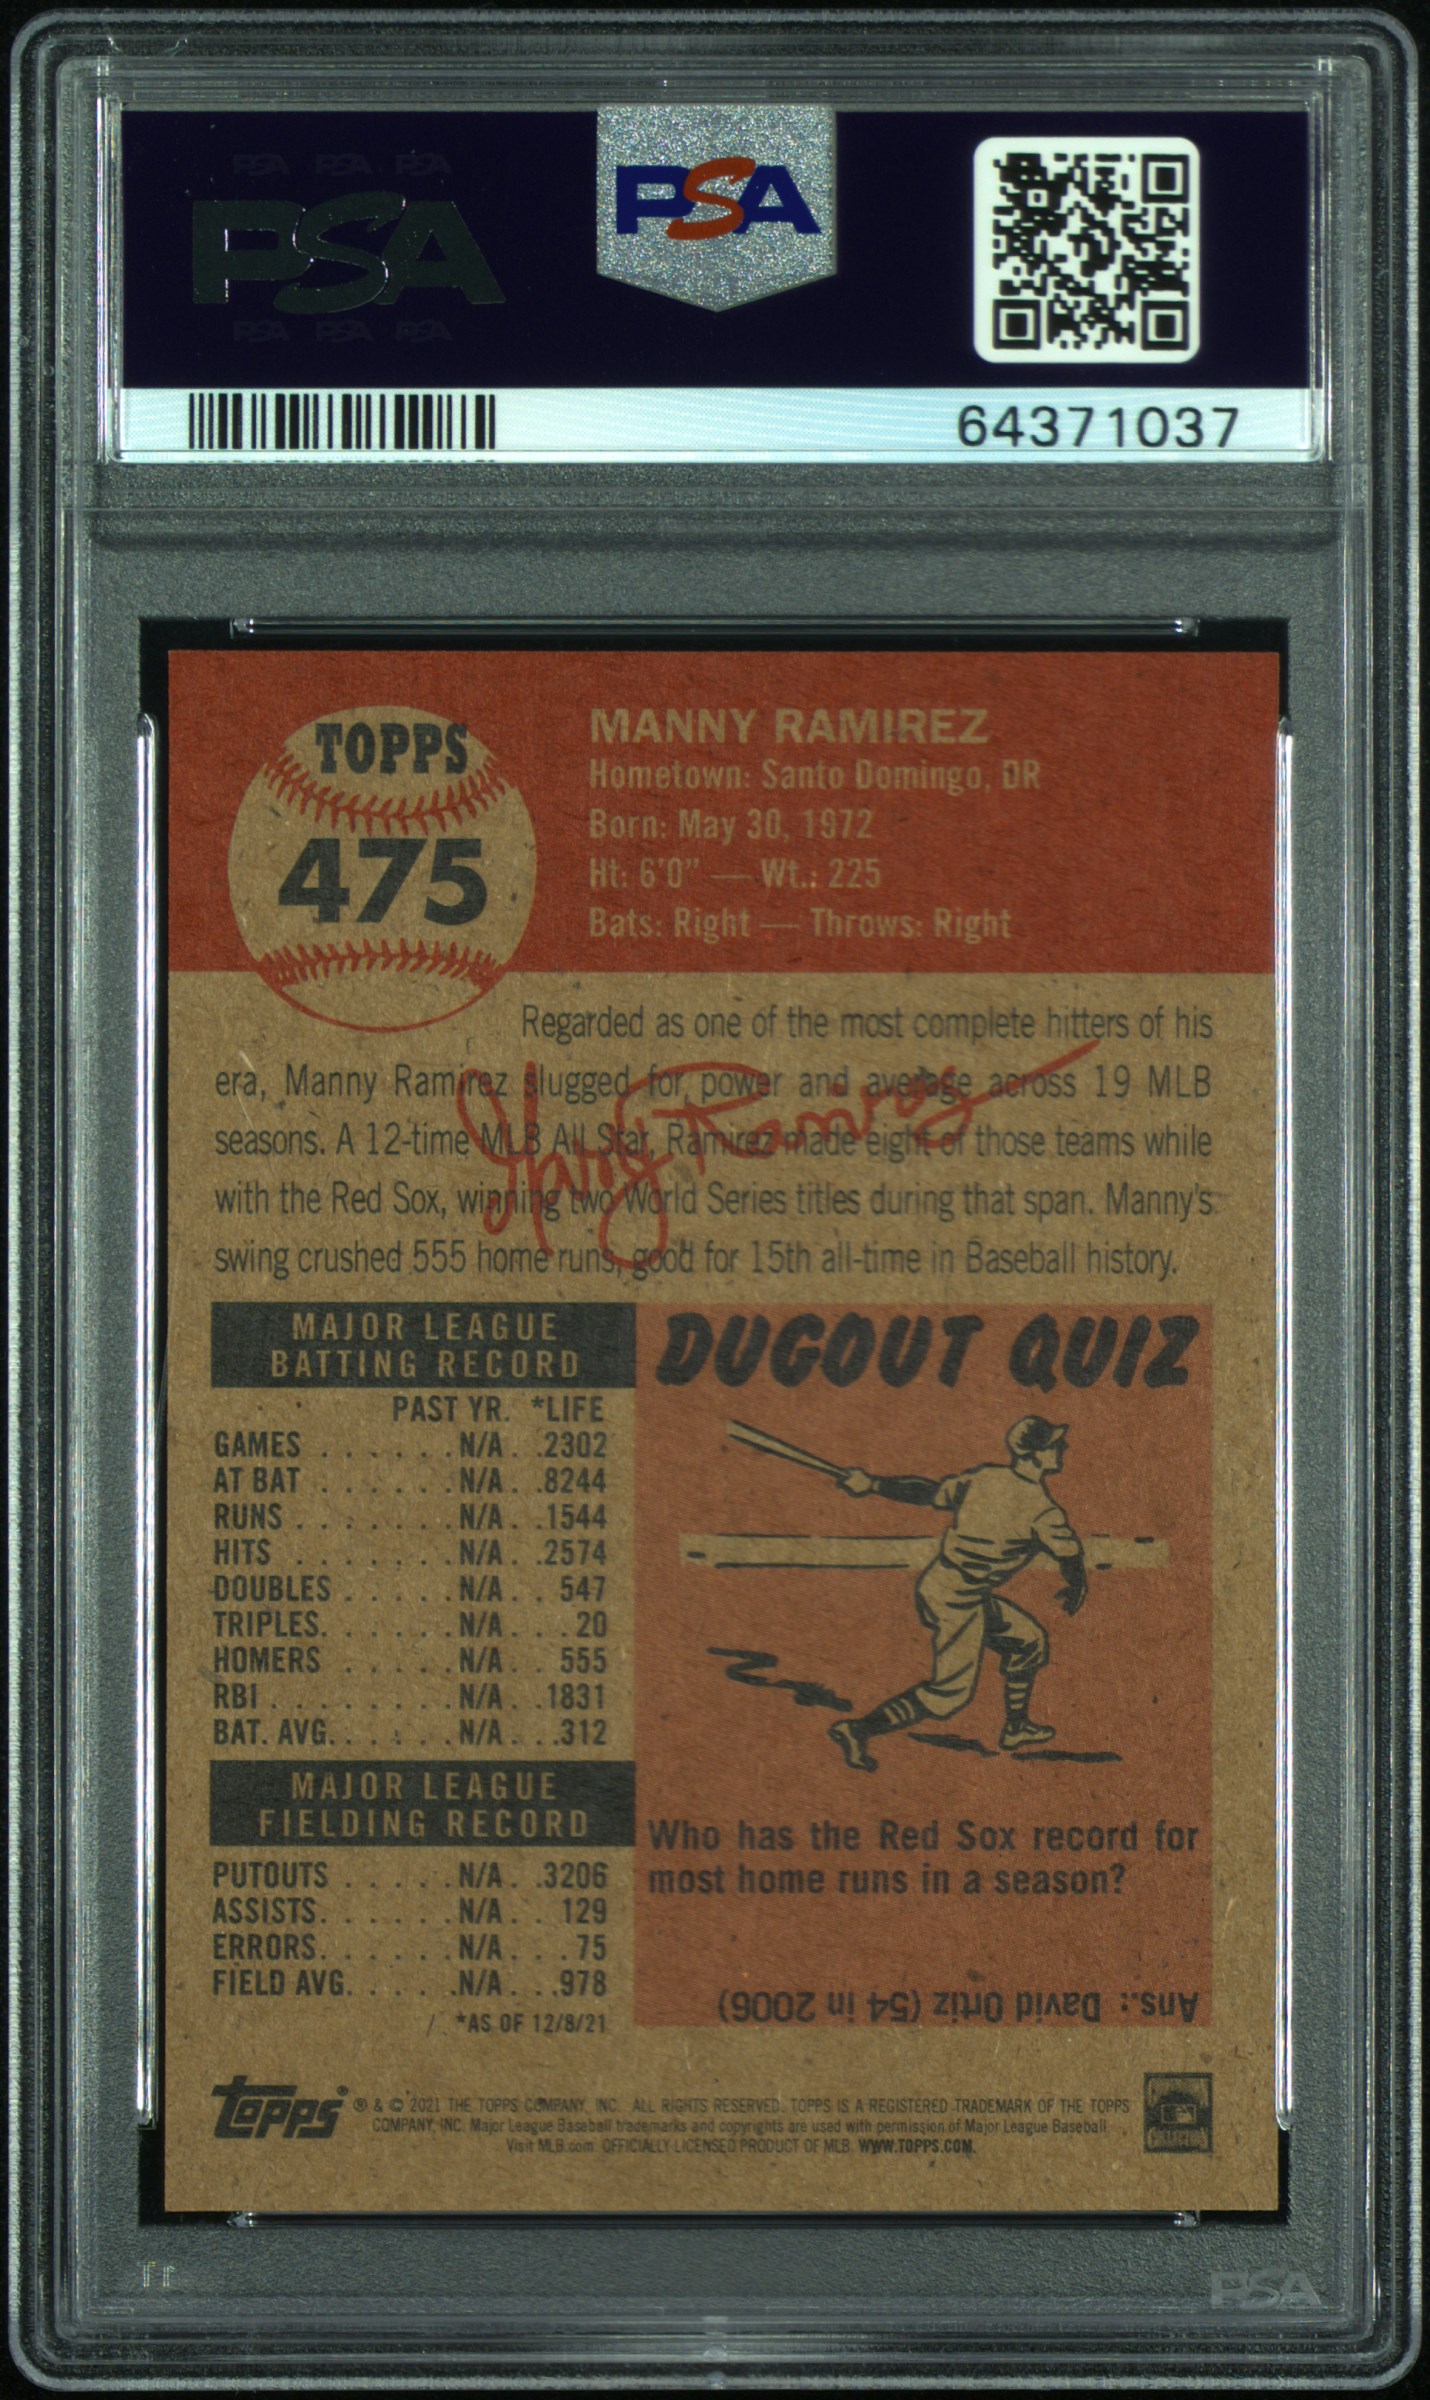 PSA PSA PSA
PSA
PSA PSA PSA
PSA
64371037
TOPPS
475
MANNY RAMIREZ
Hometown: Santo Domingo, DR
Born: May 30, 1972
Ht: 6'0" — Wt.: 225
Bats: Right — Throws: Right
Regarded as one of the most complete hitters of his
era, Manny Ramirez slugged for power and average across 19 MLB
seasons. A 12-time MLB All Star, Ramirez made eight of those teams while
with the Red Sox, winning two World Series titles during that span. Manny's
swing crushed 555 home runs, good for 15th all-time in Baseball history.
Manny Ramirez
MAJOR LEAGUE
BATTING RECORD
PAST YR. *LIFE
GAMES . . . . . . N/A . .2302
AT BAT . . . . . . N/A . .8244
RUNS . . . . . . . N/A . .1544
HITS . . . . . . . N/A . .2574
DOUBLES . . . . . N/A . . 547
TRIPLES. . . . . . N/A . . . 20
HOMERS . . . . . N/A . . 555
RBI . . . . . . . . N/A . .1831
BAT. AVG. . . . . . N/A . . .312
MAJOR LEAGUE
FIELDING RECORD
PUTOUTS . . . . . N/A . .3206
ASSISTS. . . . . . N/A . . 129
ERRORS. . . . . . N/A . . . 75
FIELD AVG. . . . . N/A . . .978
*AS OF 12/8/21
DUGOUT QUIZ
Who has the Red Sox record for
most home runs in a season?
Ans.: David Ortiz (54 in 2006)
topps
® & © 2021 THE TOPPS COMPANY, INC. ALL RIGHTS RESERVED. TOPPS IS A REGISTERED TRADEMARK OF THE TOPPS
COMPANY, INC. Major League Baseball trademarks and copyrights are used with permission of Major League Baseball.
Visit MLB.com OFFICIALLY LICENSED PRODUCT OF MLB. WWW.TOPPS.COM.
PSA